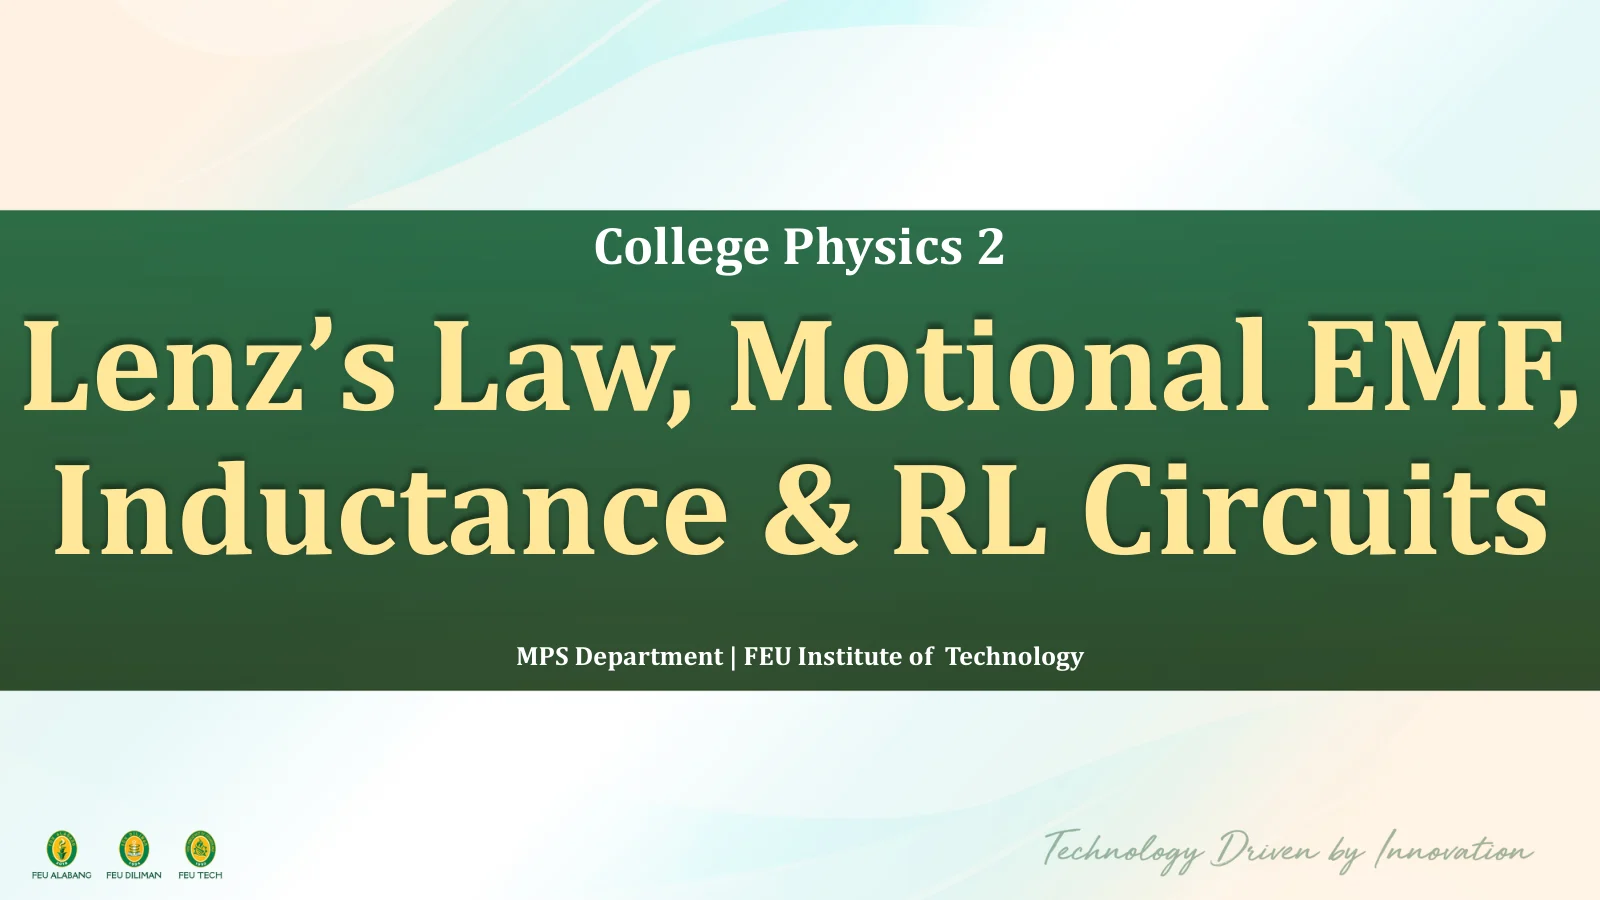 College Physics 2
Lenz’s Law, Motional EMF,
Inductance & RL Circuits
MPS Department | FEU Institute of  Technology
FEU ALABANG FEU DILIMAN FEU TECH
Technology Driven by Innovation